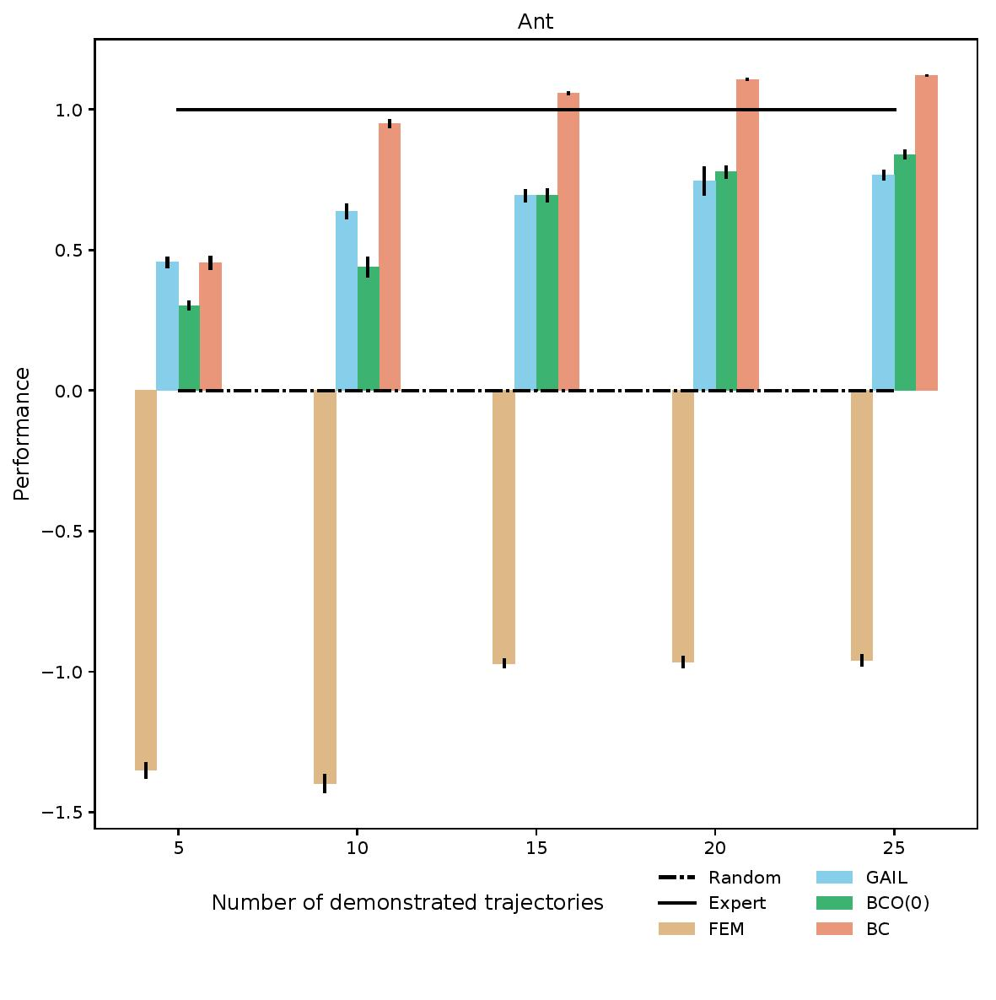 Ant
1.0
0.5
0.0
−0.5
−1.0
−1.5
Performance
5 10 15 20 25
Number of demonstrated trajectories
Random GAIL
Expert BCO(0)
FEM BC